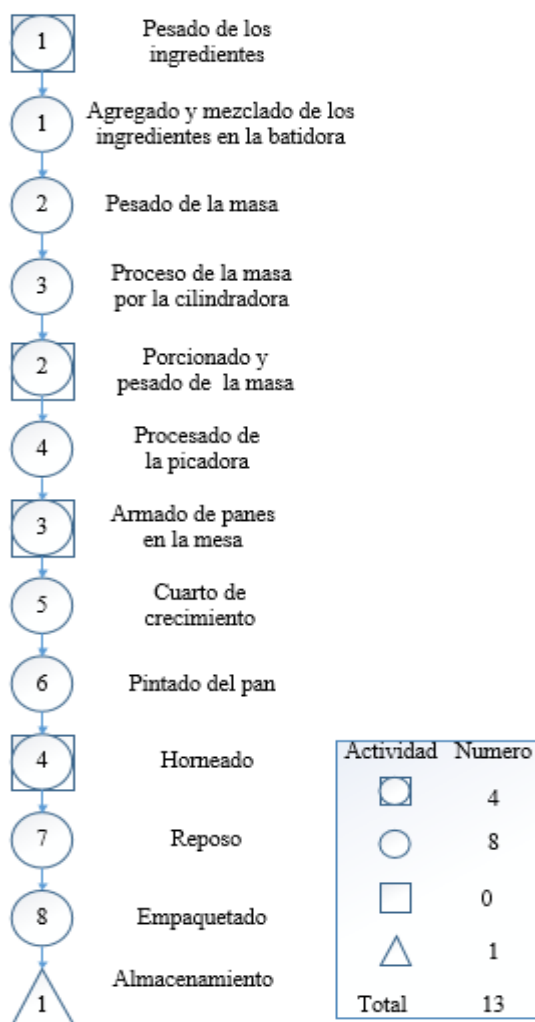 1
Pesado de los
ingredientes
1
Agregado y mezclado de los
ingredientes en la batidora
2
Pesado de la masa
3
Proceso de la masa
por la cilindradora
2
Porcionado y
pesado de la masa
4
Procesado de
la picadora
3
Armado de panes
en la mesa
5
Cuarto de
crecimiento
6
Pintado del pan
4
Horneado
7
Reposo
8
Empaquetado
1
Almacenamiento
Actividad Numero
4
8
0
1
Total 13